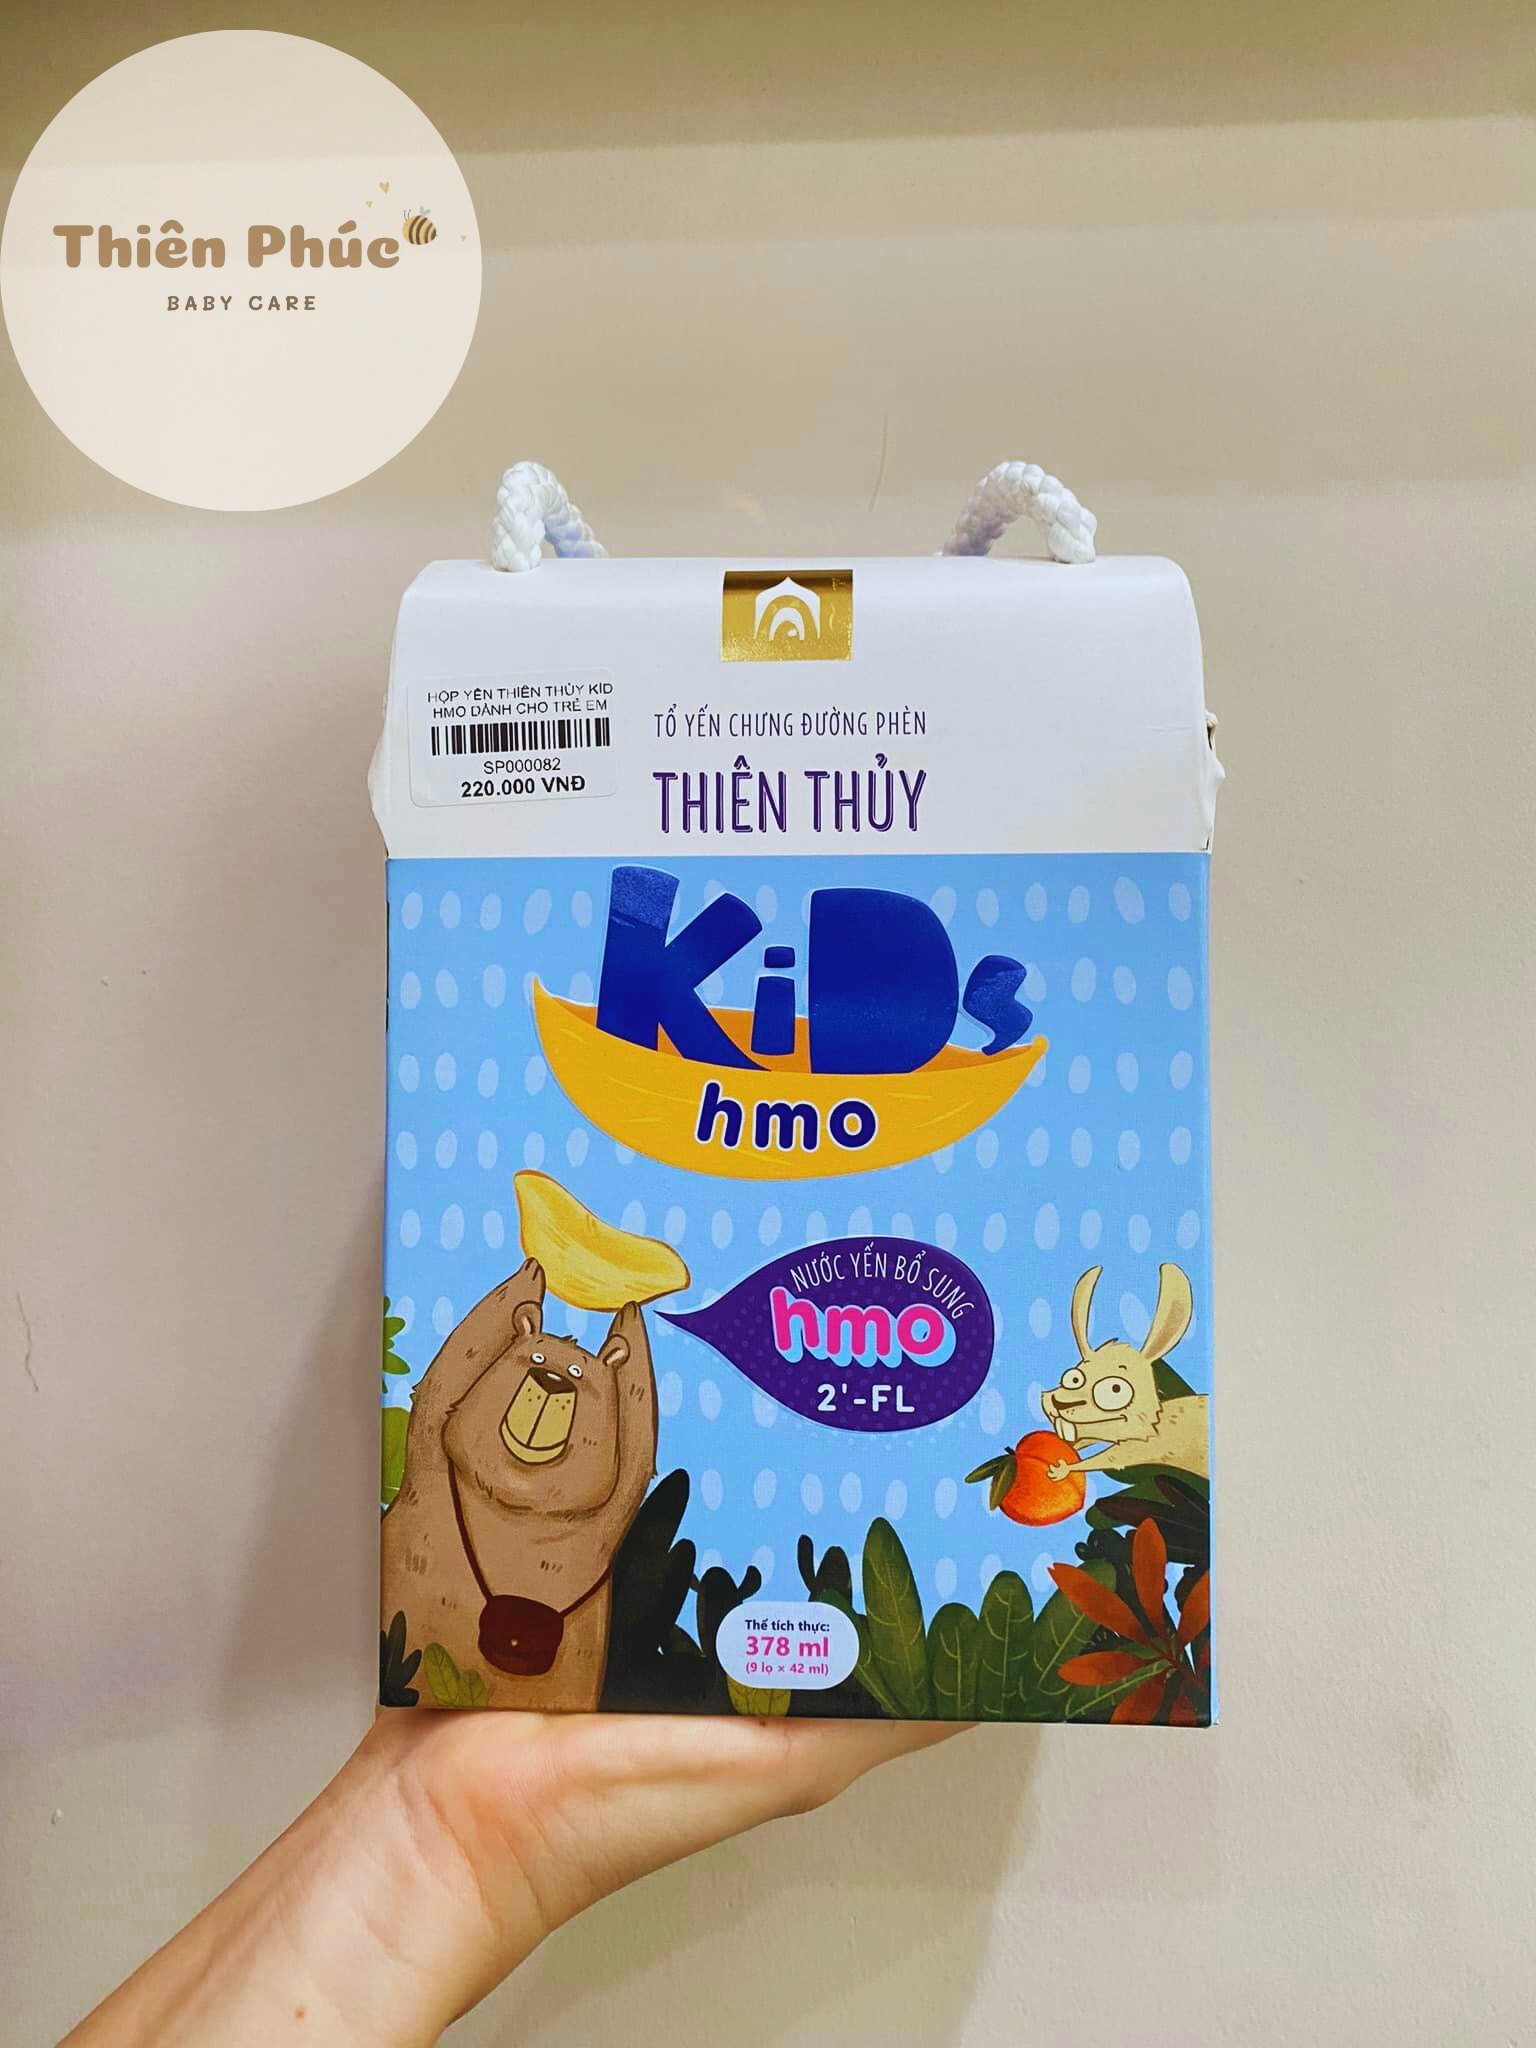 Thiên Phúc
BABY CARE
HỘP YẾN THIÊN THỦY KID
HMO DÀNH CHO TRẺ EM
SP000082
220.000 VNĐ
TỔ YẾN CHƯNG ĐƯỜNG PHÈN
THIÊN THỦY
KiDs
hmo
NƯỚC YẾN BỔ SUNG
hmo
2'-FL
Thể tích thực:
378 ml
(9 lọ × 42 ml)